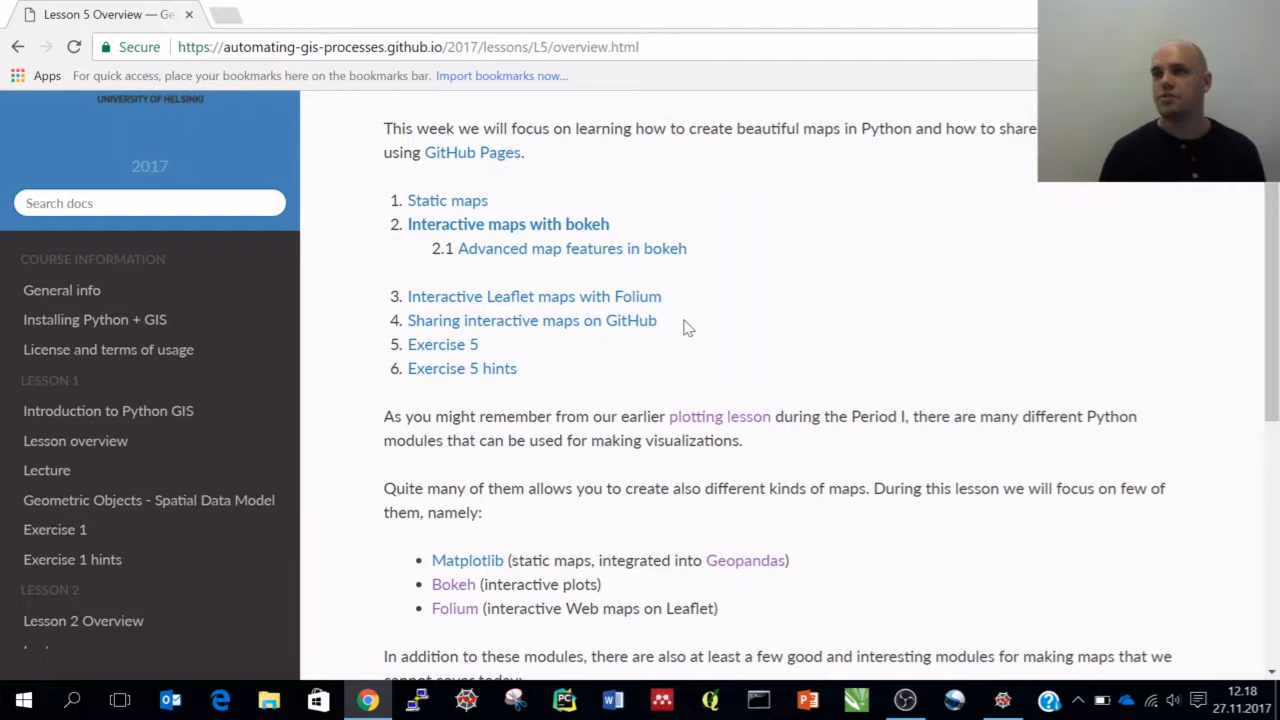 Lesson 5 Overview — Ge
Secure
https://automating-gis-processes.github.io/2017/lessons/L5/overview.html
Apps For quick access, place your bookmarks here on the bookmarks bar. Import bookmarks now...
UNIVERSITY OF HELSINKI
2017
Search docs
COURSE INFORMATION
General info
Installing Python + GIS
License and terms of usage
LESSON 1
Introduction to Python GIS
Lesson overview
Lecture
Geometric Objects - Spatial Data Model
Exercise 1
Exercise 1 hints
LESSON 2
Lesson 2 Overview
This week we will focus on learning how to create beautiful maps in Python and how to share
using GitHub Pages.
1. Static maps
2. Interactive maps with bokeh
2.1 Advanced map features in bokeh
3. Interactive Leaflet maps with Folium
4. Sharing interactive maps on GitHub
5. Exercise 5
6. Exercise 5 hints
As you might remember from our earlier plotting lesson during the Period I, there are many different Python
modules that can be used for making visualizations.
Quite many of them allows you to create also different kinds of maps. During this lesson we will focus on few of
them, namely:
• Matplotlib (static maps, integrated into Geopandas)
• Bokeh (interactive plots)
• Folium (interactive Web maps on Leaflet)
In addition to these modules, there are also at least a few good and interesting modules for making maps that we
cannot cover today:
12.18
27.11.2017